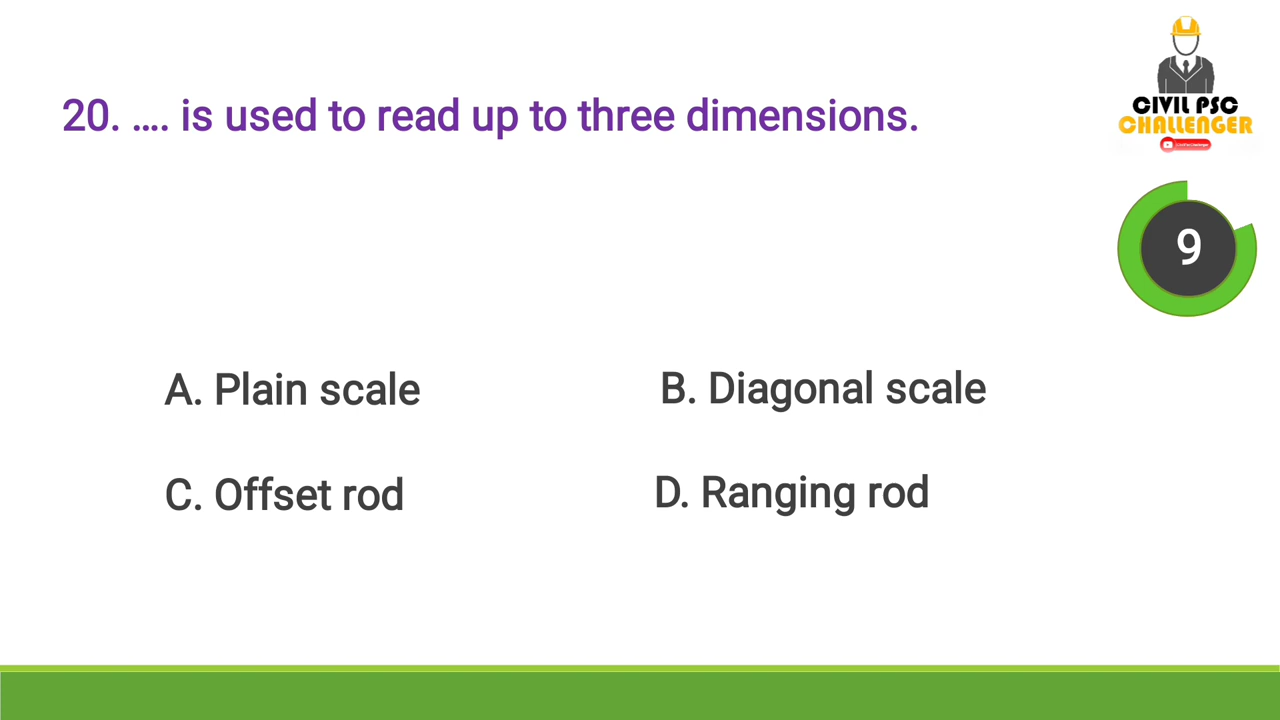 CIVIL PSC
CHALLENGER
20. .... is used to read up to three dimensions.
9
A. Plain scale
B. Diagonal scale
C. Offset rod
D. Ranging rod